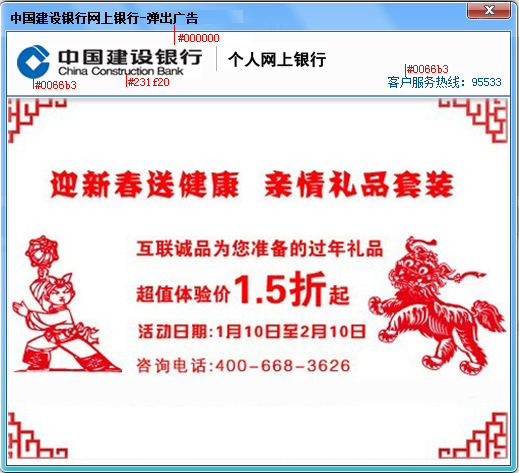 中国建设银行网上银行-弹出广告
#000000
中国建设银行
China Construction Bank
个人网上银行
#0066b3
#231f20
#0066b3
客户服务热线：95533
迎新春送健康 亲情礼品套装
互联诚品为您准备的过年礼品
超值体验价1.5折起
活动日期:1月10日至2月10日
咨询电话:400-668-3626